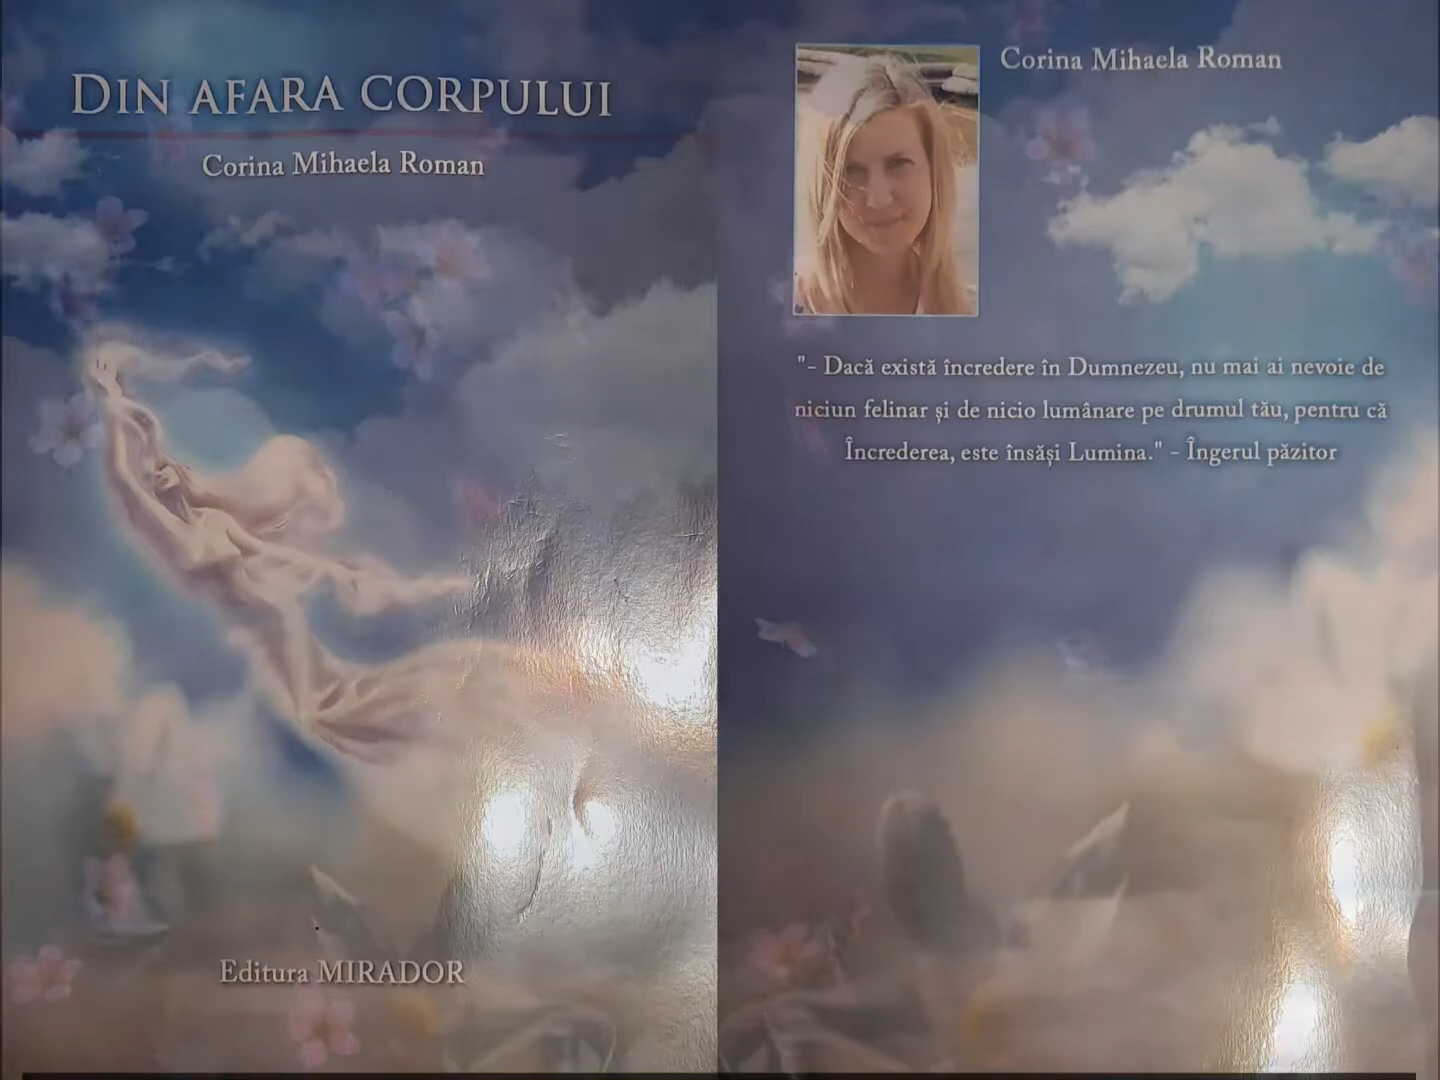 DIN AFARA CORPULUI
Corina Mihaela Roman
Editura MIRADOR
Corina Mihaela Roman
"- Dacă există încredere în Dumnezeu, nu mai ai nevoie de
niciun felinar și de nicio lumânare pe drumul tău, pentru că
Încrederea, este însăși Lumina." - Îngerul păzitor